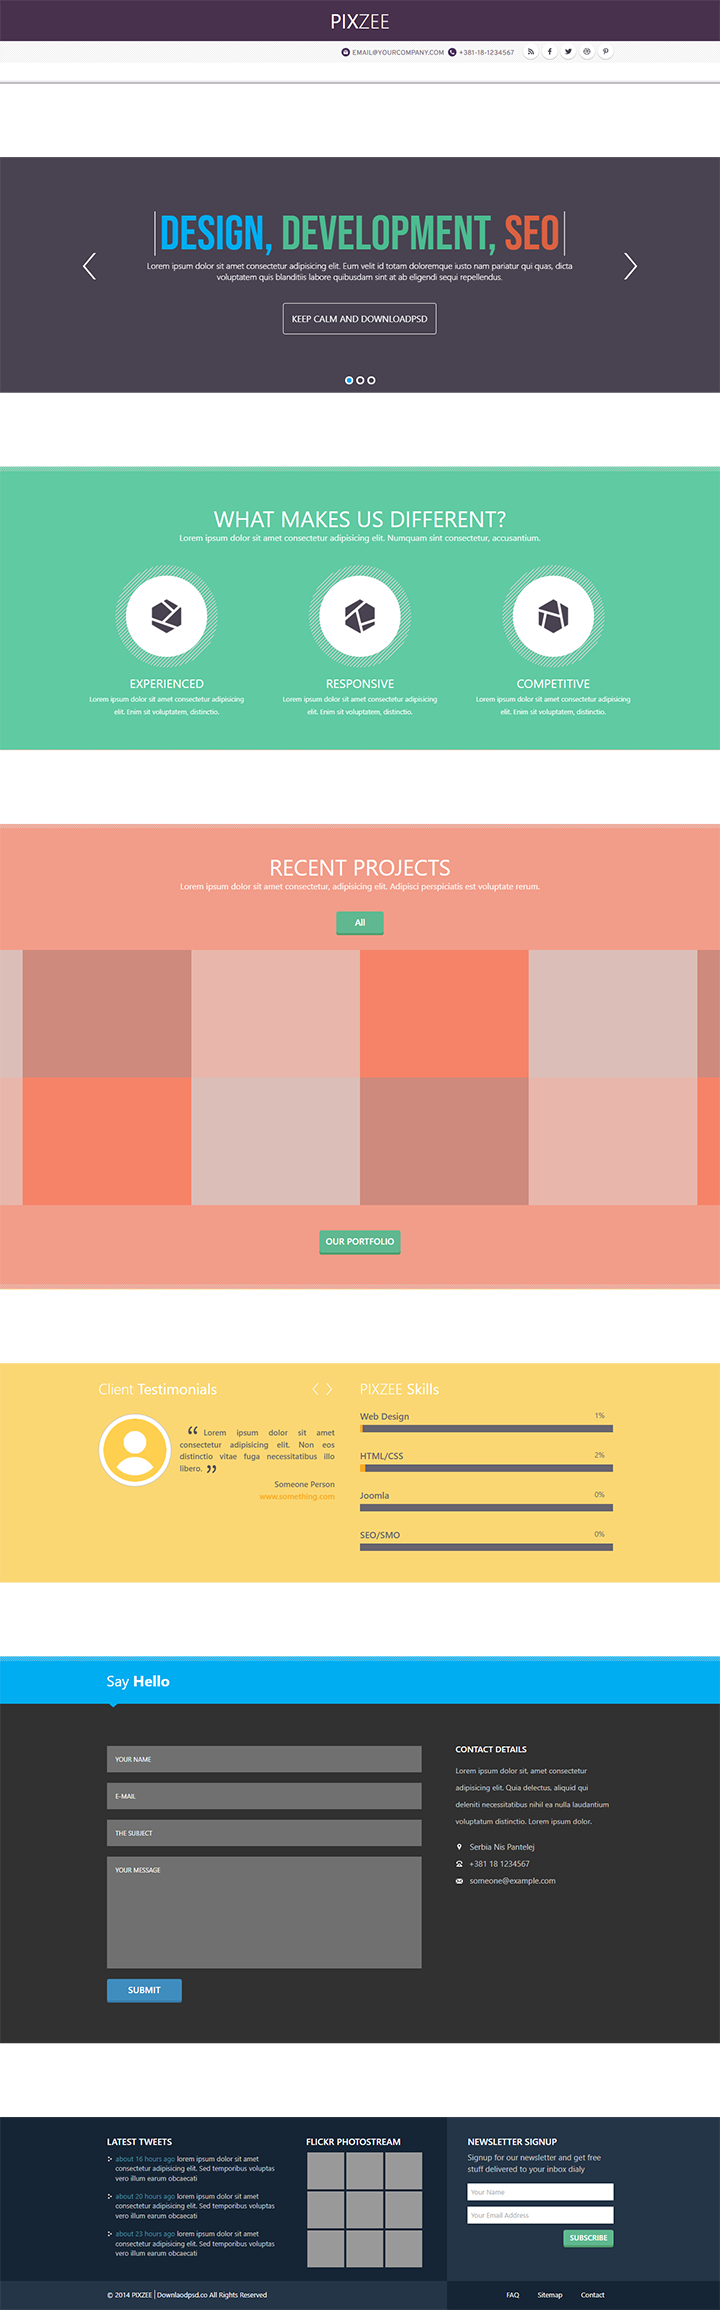 PIXZEE
EMAIL@YOURCOMPANY.COM +381-18-1234567
DESIGN, DEVELOPMENT, SEO
Lorem ipsum dolor sit amet consectetur adipisicing elit. Eum velit id totam doloremque iusto nam pariatur qui quas, dicta
voluptatem quis blanditiis labore quibusdam sint at ab eligendi sequi repellendus.
KEEP CALM AND DOWNLOADPSD
WHAT MAKES US DIFFERENT?
Lorem ipsum dolor sit amet consectetur adipisicing elit. Numquam sint consectetur, accusantium.
EXPERIENCED
Lorem ipsum dolor sit amet consectetur adipisicing
elit. Enim sit voluptatem, distinctio.
RESPONSIVE
Lorem ipsum dolor sit amet consectetur adipisicing
elit. Enim sit voluptatem, distinctio.
COMPETITIVE
Lorem ipsum dolor sit amet consectetur adipisicing
elit. Enim sit voluptatem, distinctio.
RECENT PROJECTS
Lorem ipsum dolor sit amet consectetur, adipisicing elit. Adipisci perspiciatis est voluptate rerum.
All
OUR PORTFOLIO
Client Testimonials
“ Lorem ipsum dolor sit amet
consectetur adipisicing elit. Non eos
distinctio vitae fuga necessitatibus illo
libero. ”
Someone Person
www.something.com
PIXZEE Skills
Web Design 1%
HTML/CSS 2%
Joomla 0%
SEO/SMO 0%
Say Hello
YOUR NAME
E-MAIL
THE SUBJECT
YOUR MESSAGE
SUBMIT
CONTACT DETAILS
Lorem ipsum dolor sit, amet consectetur
adipisicing elit. Quia delectus, aliquid qui
deleniti necessitatibus nihil ea nulla laudantium
voluptatum distinctio. Lorem ipsum dolor.
Serbia Nis Pantelej
+381 18 1234567
someone@example.com
LATEST TWEETS
about 16 hours ago lorem ipsum dolor sit amet
consectetur adipisicing elit. Sed temporibus voluptas
vero illum earum obcaecati
about 20 hours ago lorem ipsum dolor sit amet
consectetur adipisicing elit. Sed temporibus voluptas
vero illum earum obcaecati
about 23 hours ago lorem ipsum dolor sit amet
consectetur adipisicing elit. Sed temporibus voluptas
vero illum earum obcaecati
FLICKR PHOTOSTREAM
NEWSLETTER SIGNUP
Signup for our newsletter and get free
stuff delivered to your inbox dialy
Your Name
Your Email Address
SUBSCRIBE
© 2014 PIXZEE | Downlaodpsd.co All Rights Reserved
FAQ Sitemap Contact